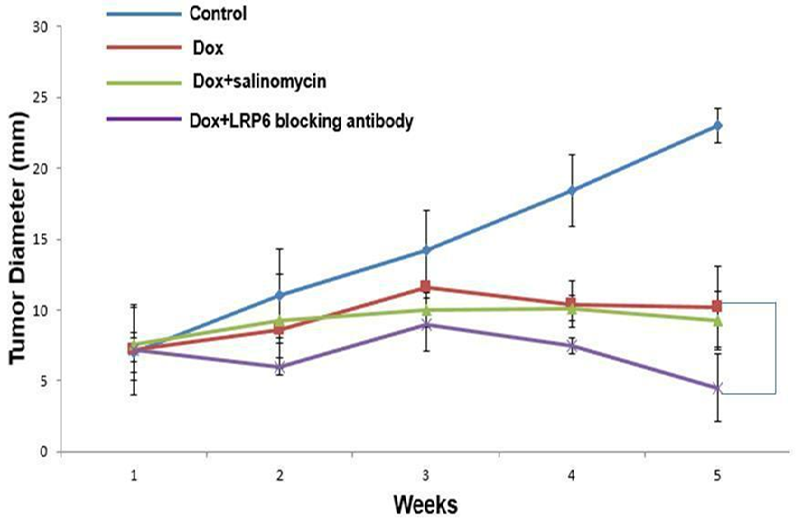 Control
Dox
Dox+salinomycin
Dox+LRP6 blocking antibody
Tumor Diameter (mm)
30
25
20
15
10
5
0
1 2 3 4 5
Weeks